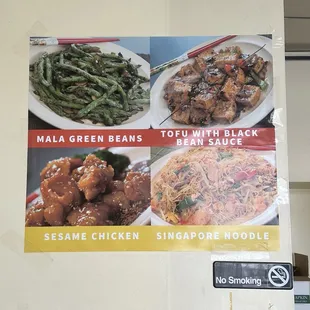 MALA GREEN BEANS
TOFU WITH BLACK
BEAN SAUCE
SESAME CHICKEN
SINGAPORE NOODLE
No Smoking